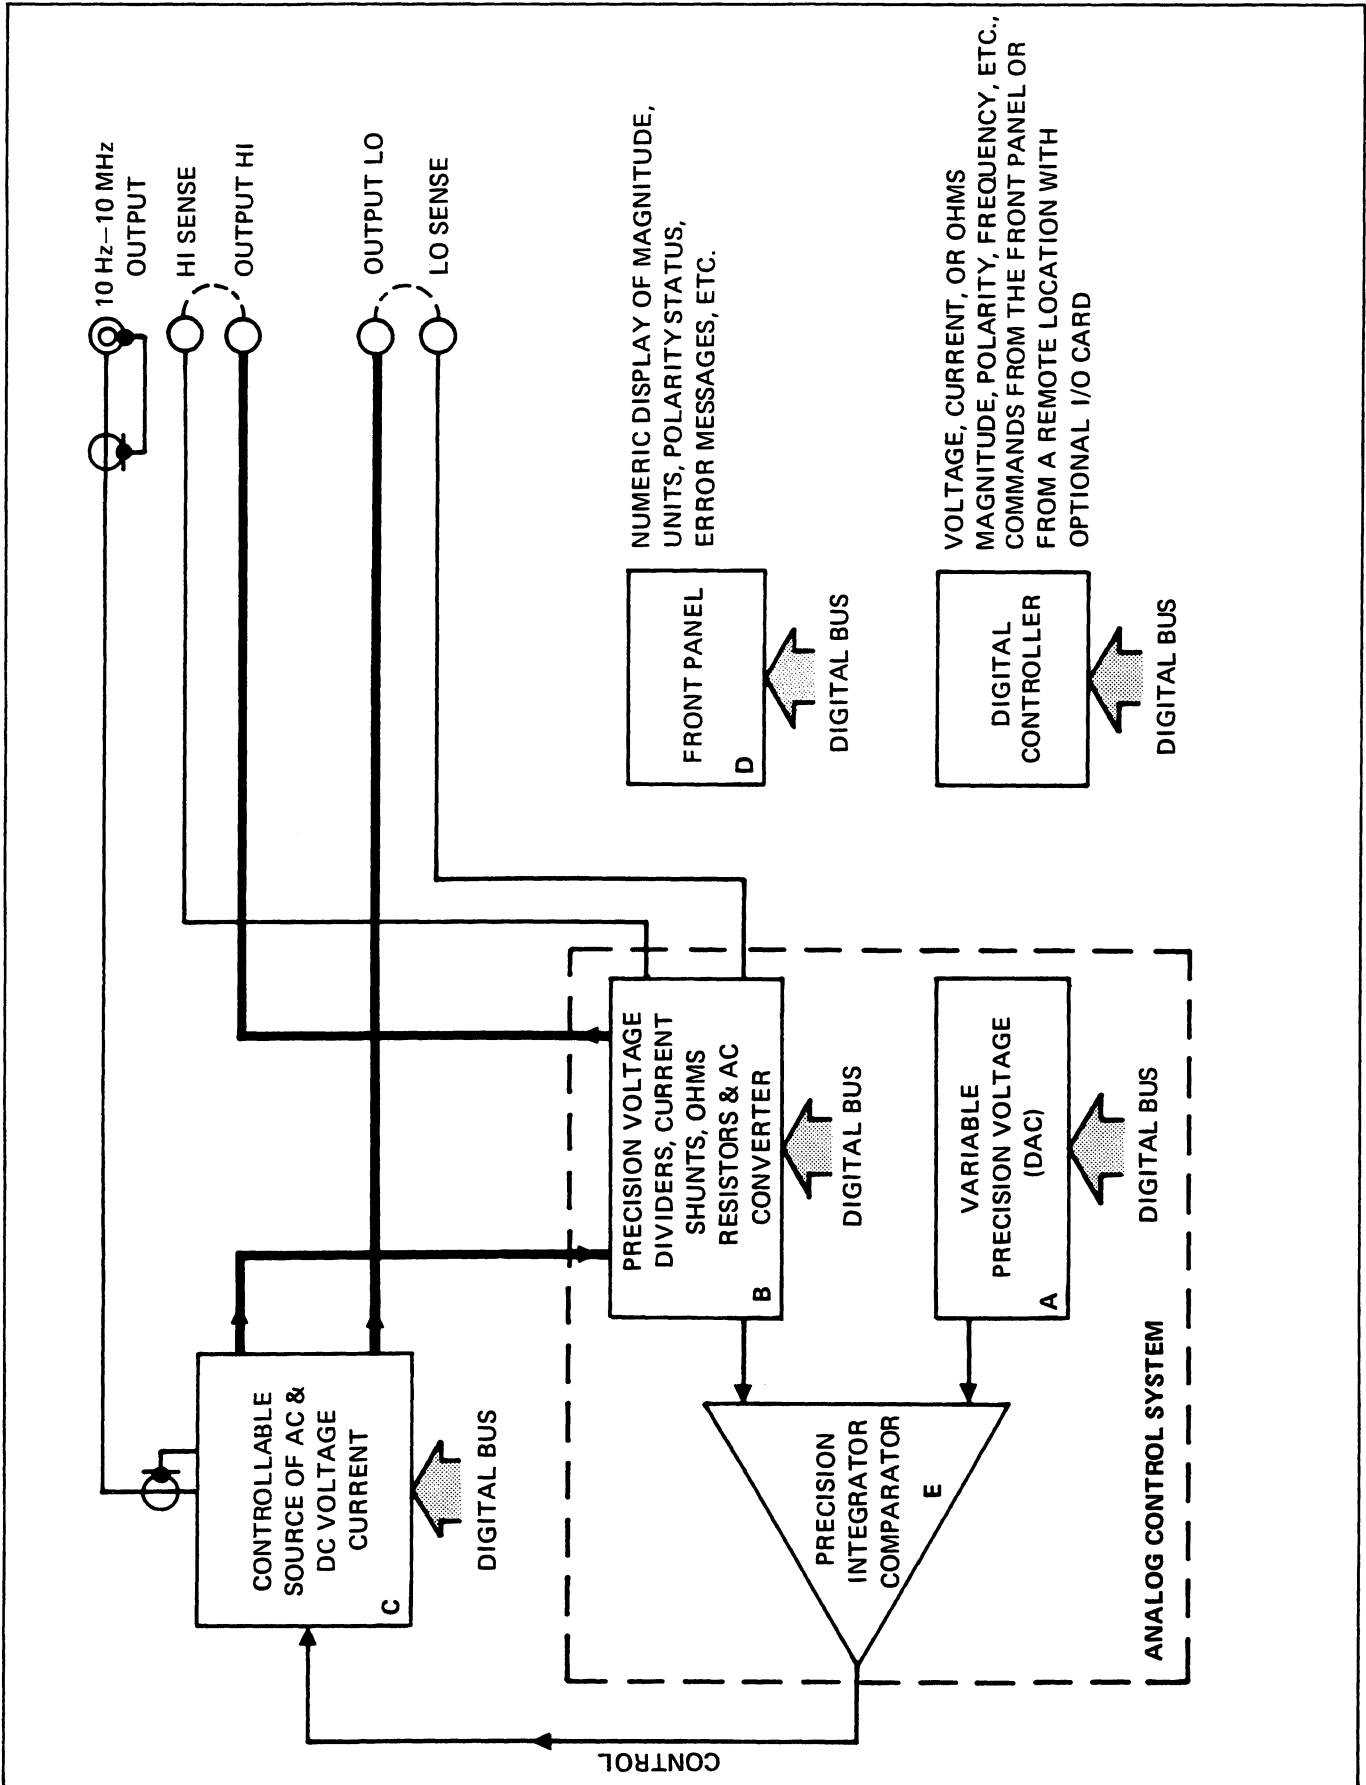 10 Hz–10 MHz
OUTPUT
HI SENSE
OUTPUT HI
OUTPUT LO
LO SENSE
CONTROLLABLE
SOURCE OF AC &
DC VOLTAGE
CURRENT
C
DIGITAL BUS
CONTROL
PRECISION VOLTAGE
DIVIDERS, CURRENT
SHUNTS, OHMS
RESISTORS & AC
CONVERTER
B
DIGITAL BUS
PRECISION
INTEGRATOR
COMPARATOR
E
VARIABLE
PRECISION VOLTAGE
(DAC)
A
DIGITAL BUS
ANALOG CONTROL SYSTEM
FRONT PANEL
D
DIGITAL BUS
NUMERIC DISPLAY OF MAGNITUDE,
UNITS, POLARITY STATUS,
ERROR MESSAGES, ETC.
DIGITAL
CONTROLLER
DIGITAL BUS
VOLTAGE, CURRENT, OR OHMS
MAGNITUDE, POLARITY, FREQUENCY, ETC.,
COMMANDS FROM THE FRONT PANEL OR
FROM A REMOTE LOCATION WITH
OPTIONAL I/O CARD